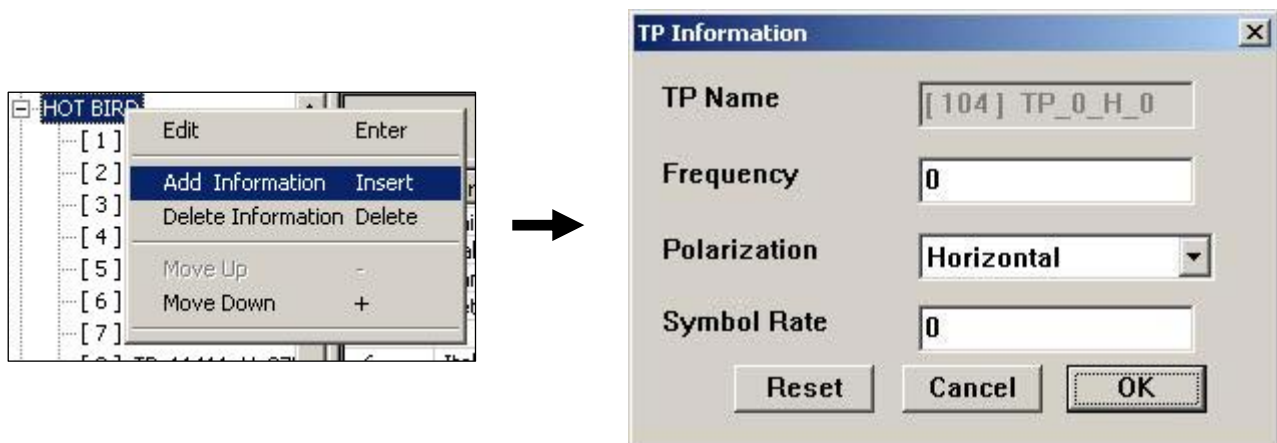 HOT BIRD
[ 1 ]
[ 2 ]
[ 3 ]
[ 4 ]
[ 5 ]
[ 6 ]
[ 7 ]
Edit Enter
Add Information Insert
Delete Information Delete
Move Up -
Move Down +
TP Information
TP Name [ 104 ] TP_0_H_0
Frequency 0
Polarization Horizontal
Symbol Rate 0
Reset Cancel OK